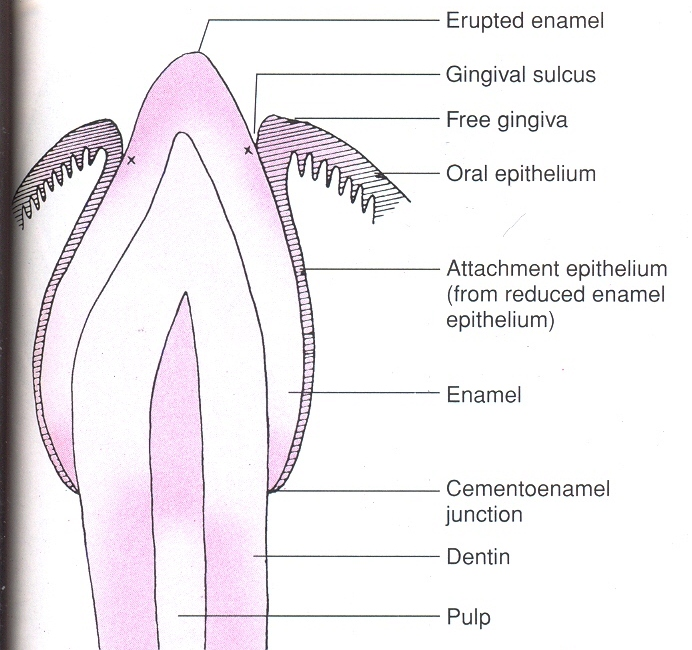 Erupted enamel
Gingival sulcus
Free gingiva
Oral epithelium
x
x
Attachment epithelium
(from reduced enamel
epithelium)
Enamel
Cementoenamel
junction
Dentin
Pulp